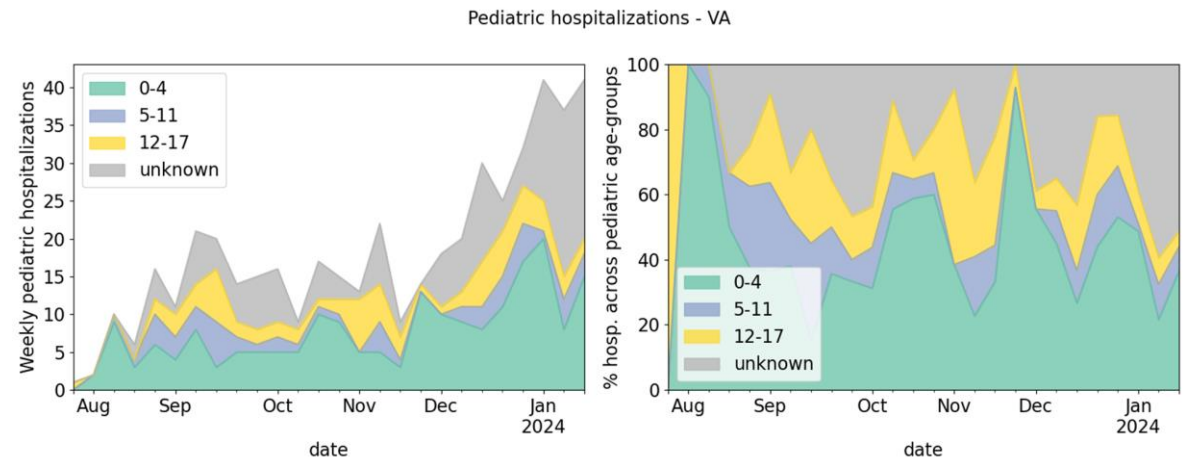 Pediatric hospitalizations - VA
Weekly pediatric hospitalizations
40
35
30
25
20
15
10
5
0
0-4
5-11
12-17
unknown
Aug Sep Oct Nov Dec Jan
2024
date
% hosp. across pediatric age-groups
100
80
60
40
20
0
0-4
5-11
12-17
unknown
Aug Sep Oct Nov Dec Jan
2024
date